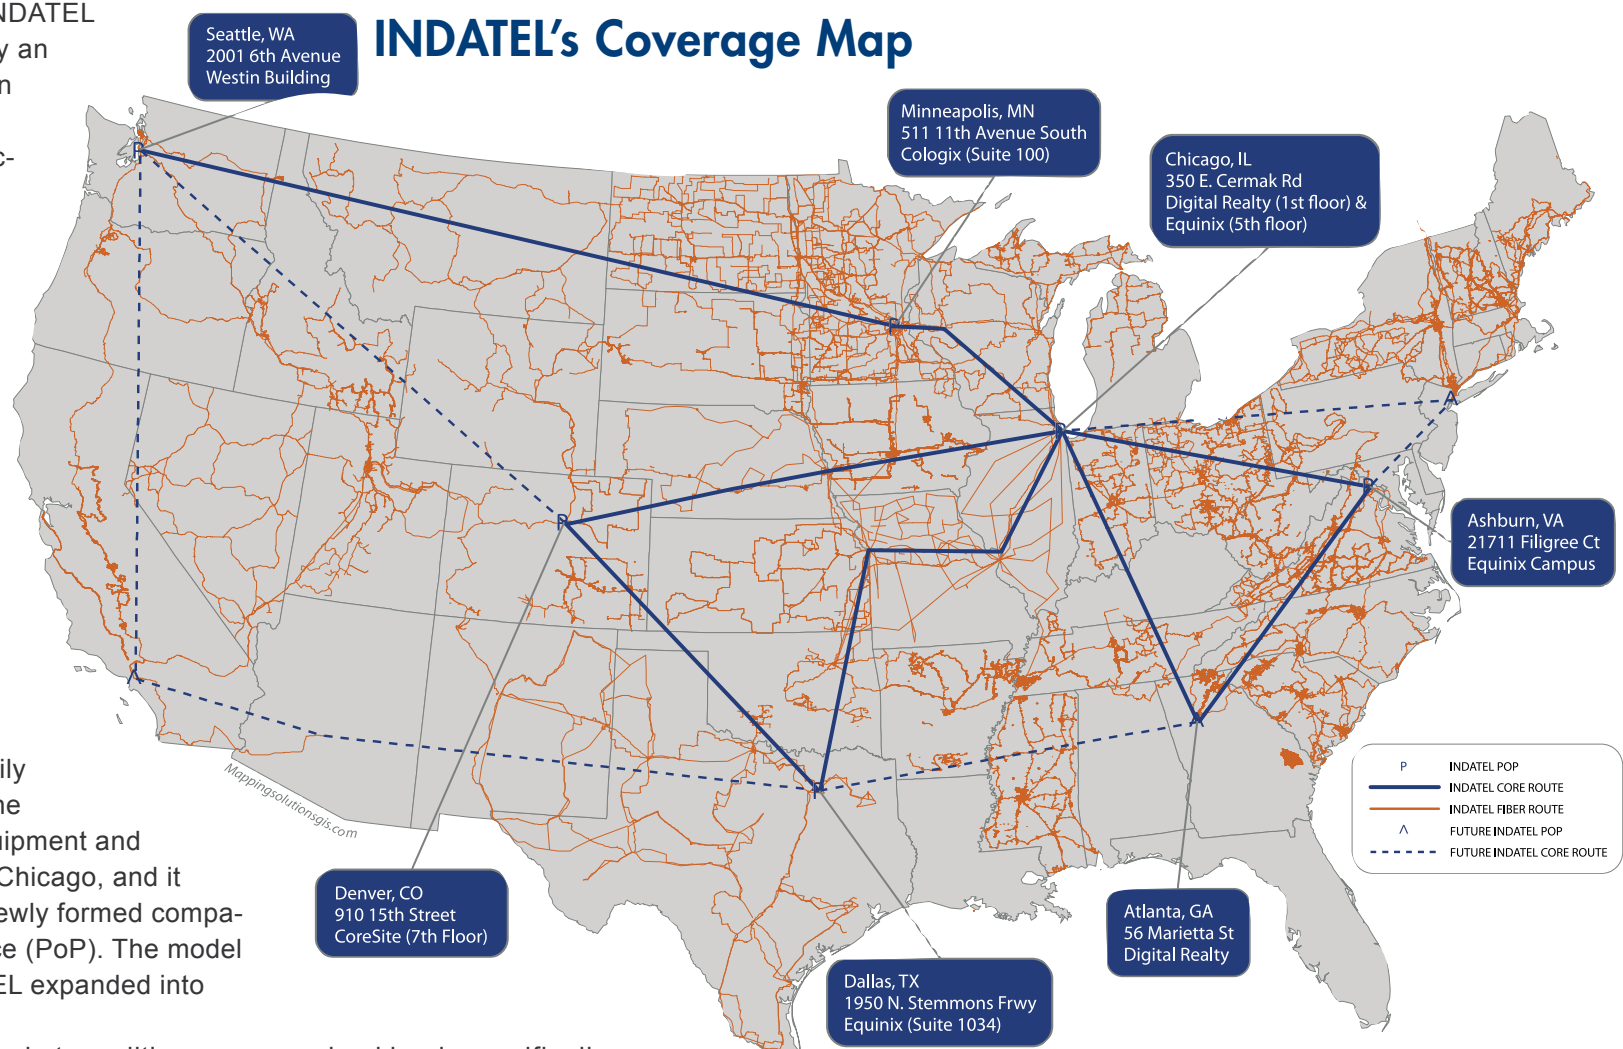 NDATEL
y an
n
c-
INDATEL's Coverage Map
Seattle, WA
2001 6th Avenue
Westin Building
Minneapolis, MN
511 11th Avenue South
Cologix (Suite 100)
Chicago, IL
350 E. Cermak Rd
Digital Realty (1st floor) &
Equinix (5th floor)
Ashburn, VA
21711 Filigree Ct
Equinix Campus
P
P
P
P
P
P
Λ
Λ
Mappingsolutionsgis.com
P INDATEL POP
INDATEL CORE ROUTE
INDATEL FIBER ROUTE
Λ FUTURE INDATEL POP
FUTURE INDATEL CORE ROUTE
Denver, CO
910 15th Street
CoreSite (7th Floor)
Dallas, TX
1950 N. Stemmons Frwy
Equinix (Suite 1034)
Atlanta, GA
56 Marietta St
Digital Realty
ily
ne
uipment and
Chicago, and it
ewly formed compa-
ce (PoP). The model
EL expanded into